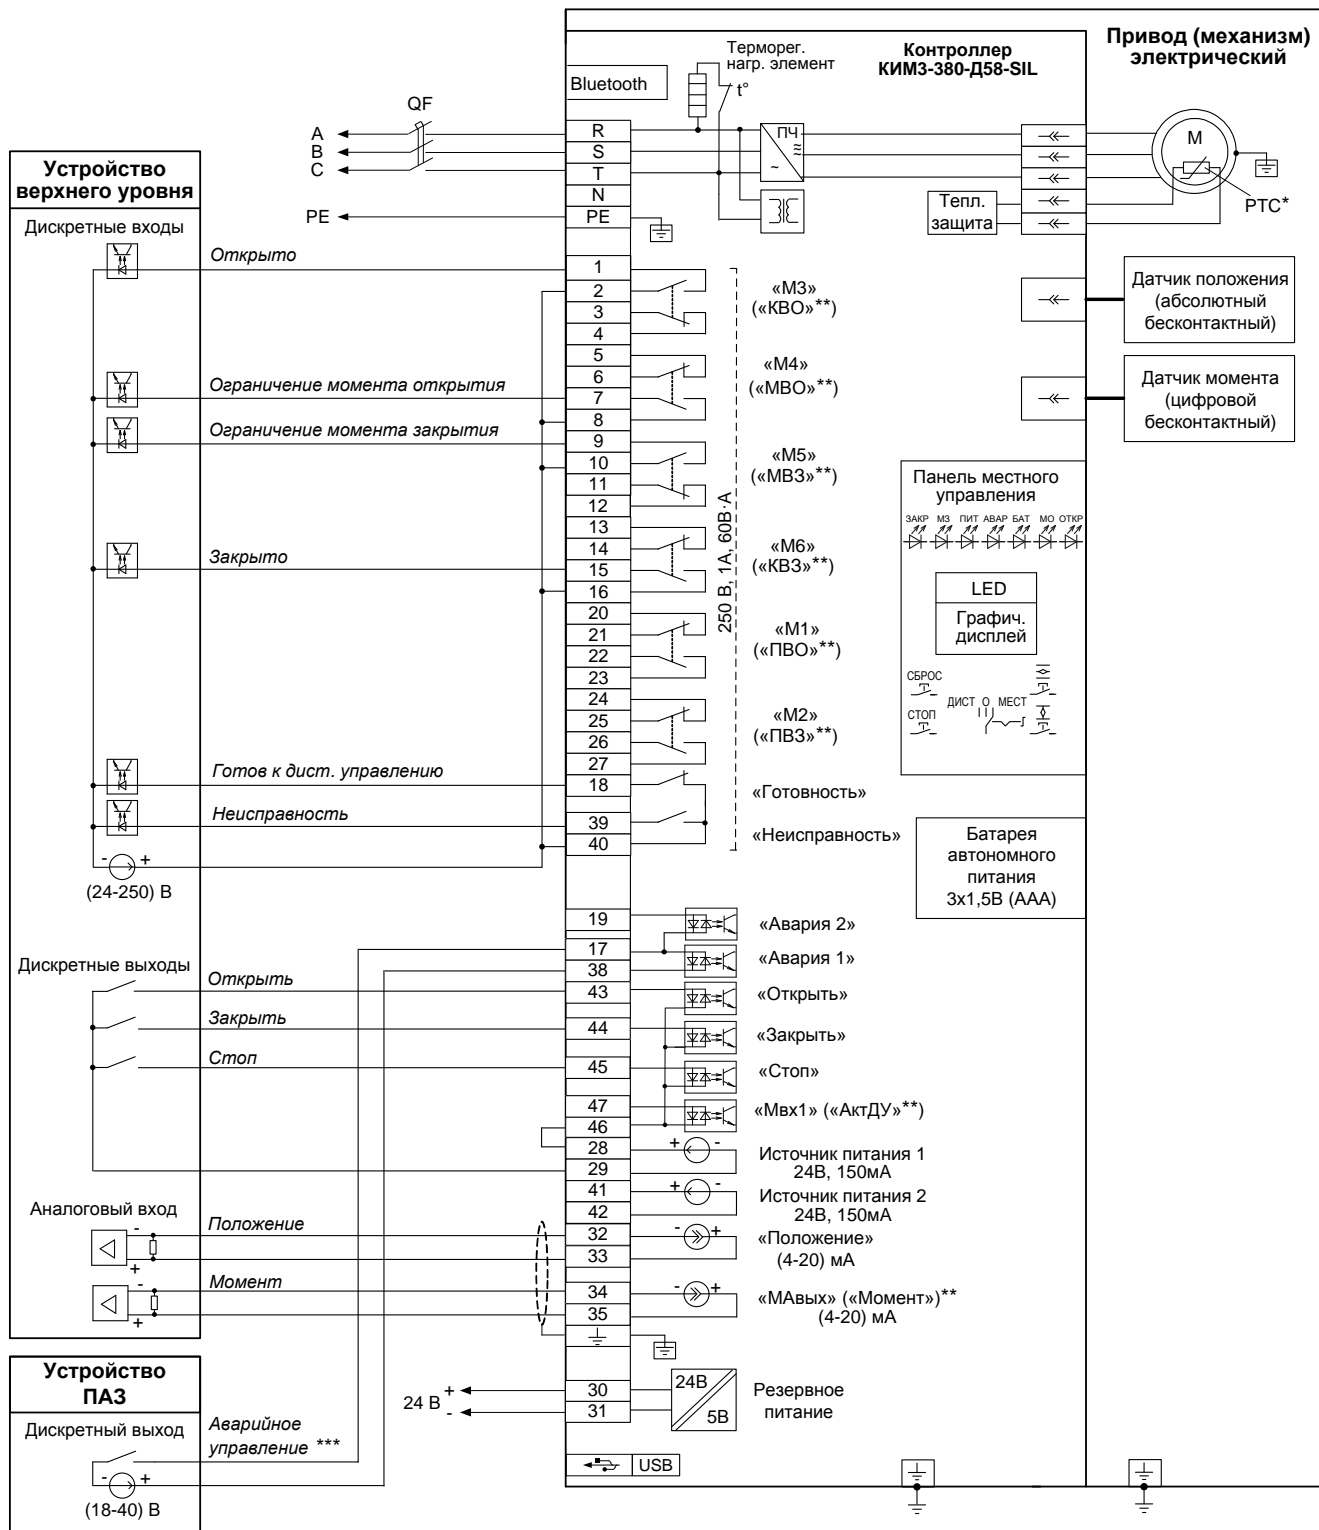 Привод (механизм)
электрический
Контроллер
КИМ3-380-Д58-SIL
Терморег.
нагр. элемент
t°
Bluetooth
QF
A
B
C
PE
R
S
T
N
PE
ПЧ
≈
~
М
PTC*
Тепл.
защита
Устройство
верхнего уровня
Дискретные входы
Открыто
Ограничение момента открытия
Ограничение момента закрытия
Закрыто
Готов к дист. управлению
Неисправность
- +
(24-250) В
1
2
3
4
5
6
7
8
9
10
11
12
13
14
15
16
20
21
22
23
24
25
26
27
18
39
40
«М3»
(«КВО»**)
«М4»
(«МВО»**)
«М5»
(«МВЗ»**)
«М6»
(«КВЗ»**)
«М1»
(«ПВО»**)
«М2»
(«ПВЗ»**)
«Готовность»
«Неисправность»
250 В, 1А, 60В·А
Датчик положения
(абсолютный
бесконтактный)
Датчик момента
(цифровой
бесконтактный)
Панель местного
управления
ЗАКР МЗ ПИТ АВАР БАТ МО ОТКР
LED
Графич.
дисплей
СБРОС
СТОП
ДИСТ О МЕСТ
Батарея
автономного
питания
3х1,5В (ААА)
Дискретные выходы
Открыть
Закрыть
Стоп
19
17
38
43
44
45
47
46
28
29
41
42
32
33
34
35
30
31
«Авария 2»
«Авария 1»
«Открыть»
«Закрыть»
«Стоп»
«Мвх1» («АктДУ»**)
+ -
Источник питания 1
24В, 150мА
+ -
Источник питания 2
24В, 150мА
- +
«Положение»
(4-20) мА
- +
«МАвых» («Момент»)**
(4-20) мА
Аналоговый вход
Положение
-
+
Момент
-
+
24 В
+
-
24В
5В
Резервное
питание
USB
Устройство
ПАЗ
Дискретный выход
Аварийное
управление ***
- +
(18-40) В